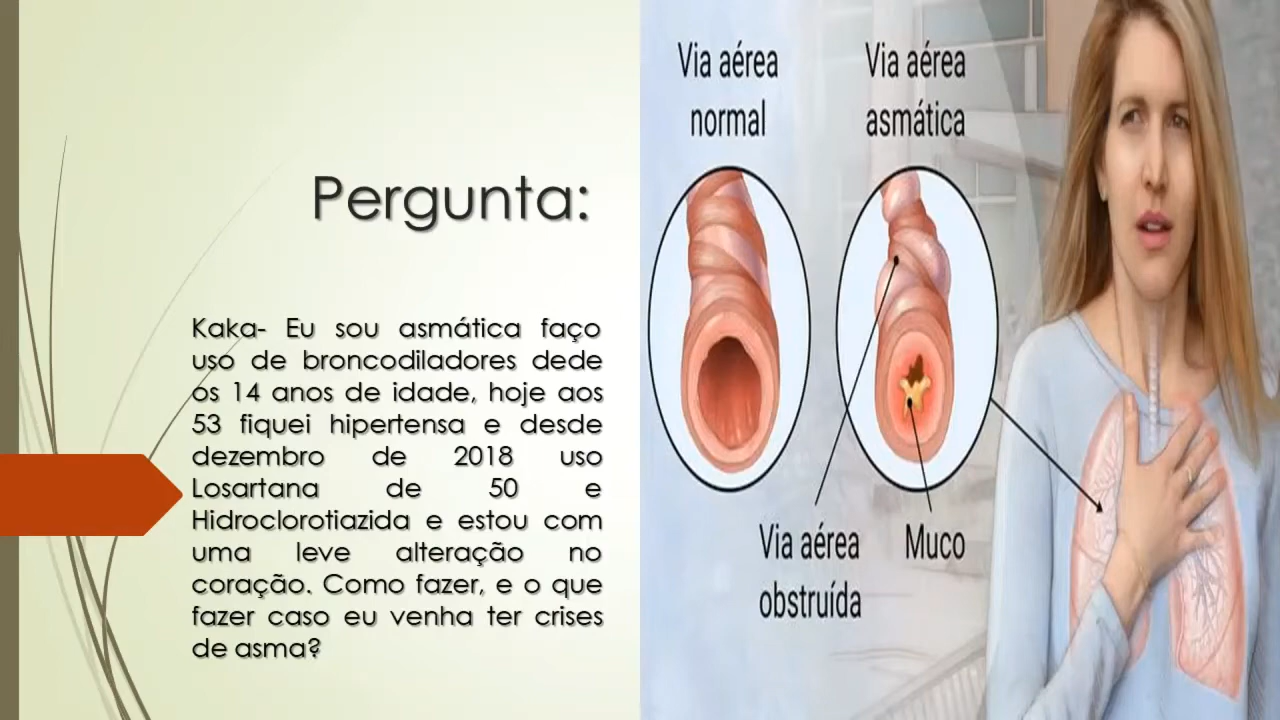 Pergunta:
Kaka- Eu sou asmática faço
uso de broncodiladores dede
os 14 anos de idade, hoje aos
53 fiquei hipertensa e desde
dezembro de 2018 uso
Losartana de 50 e
Hidroclorotiazida e estou com
uma leve alteração no
coração. Como fazer, e o que
fazer caso eu venha ter crises
de asma?
Via aérea
normal
Via aérea
asmática
Via aérea
obstruída
Muco